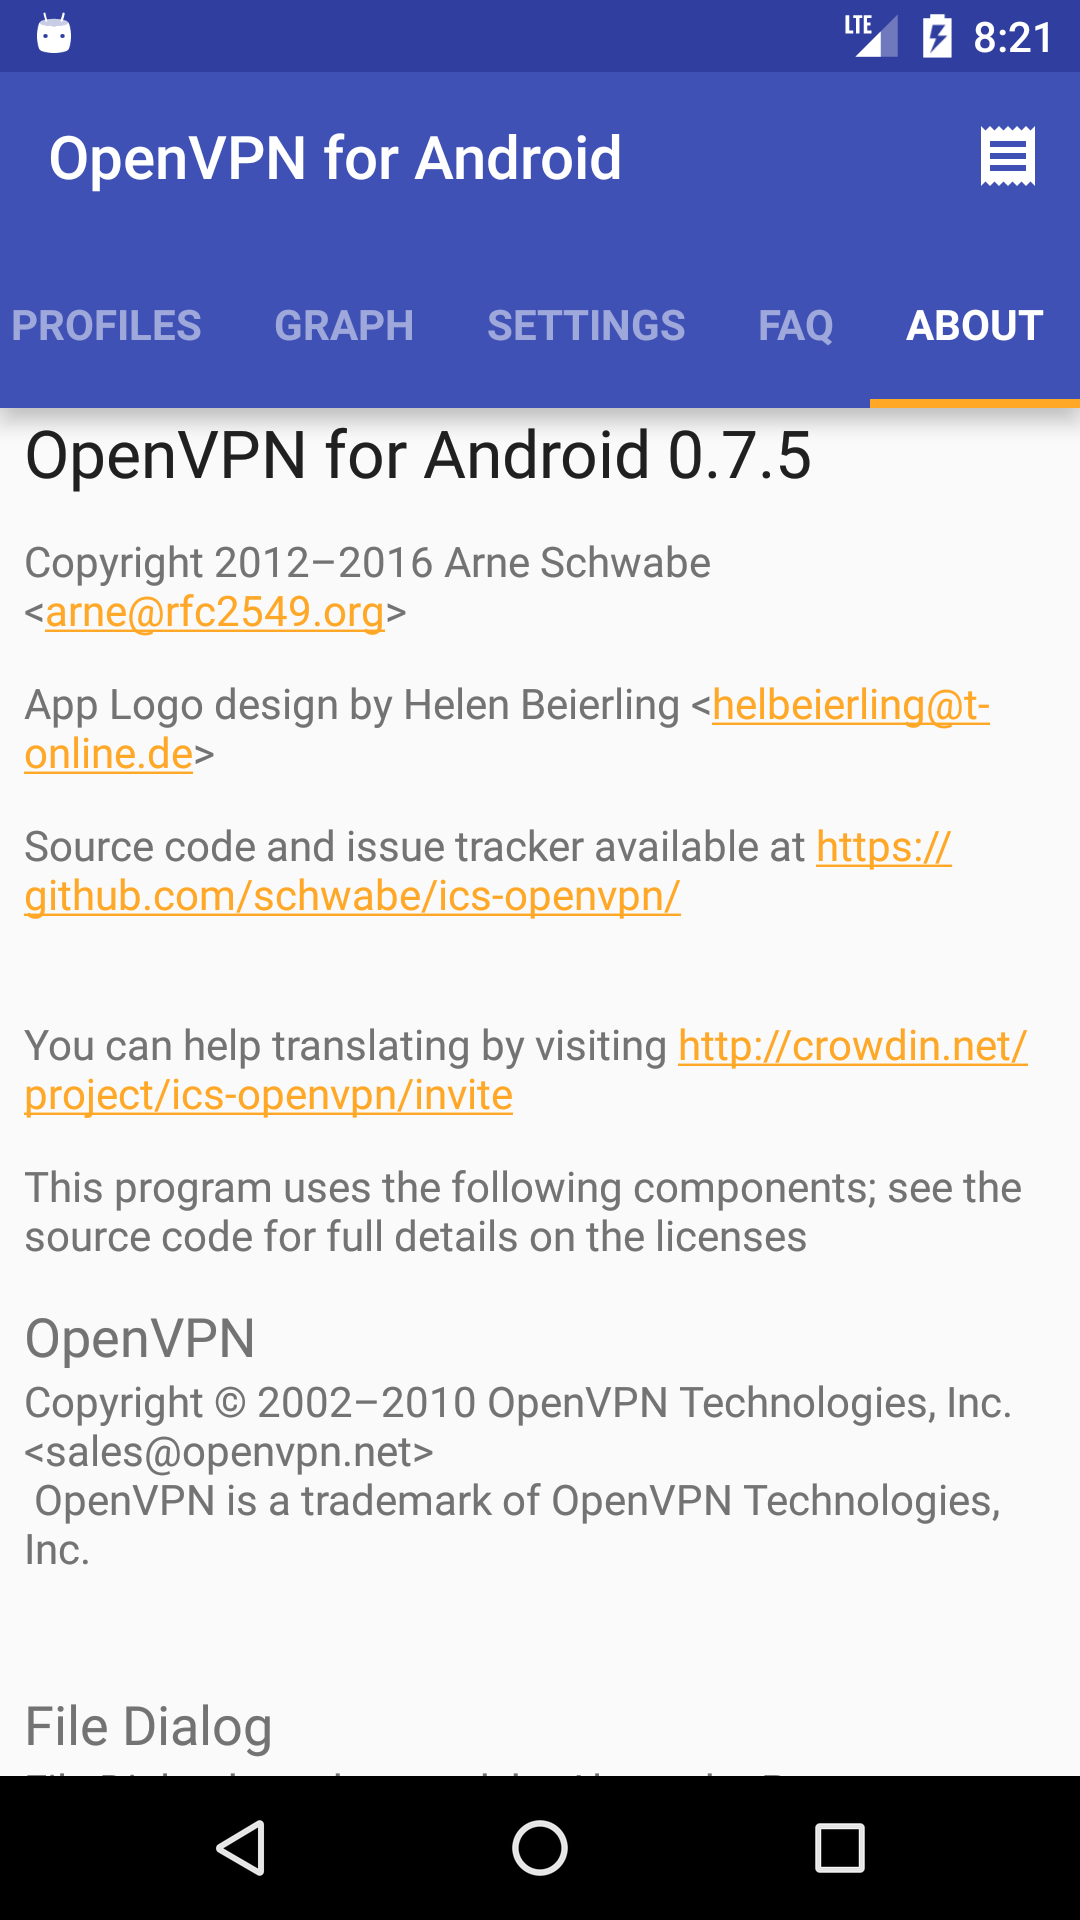 LTE 8:21
OpenVPN for Android
PROFILES GRAPH SETTINGS FAQ ABOUT
OpenVPN for Android 0.7.5
Copyright 2012–2016 Arne Schwabe
<arne@rfc2549.org>
App Logo design by Helen Beierling <helbeierling@t-
online.de>
Source code and issue tracker available at https://
github.com/schwabe/ics-openvpn/
You can help translating by visiting http://crowdin.net/
project/ics-openvpn/invite
This program uses the following components; see the
source code for full details on the licenses
OpenVPN
Copyright © 2002–2010 OpenVPN Technologies, Inc.
<sales@openvpn.net>
OpenVPN is a trademark of OpenVPN Technologies,
Inc.
File Dialog